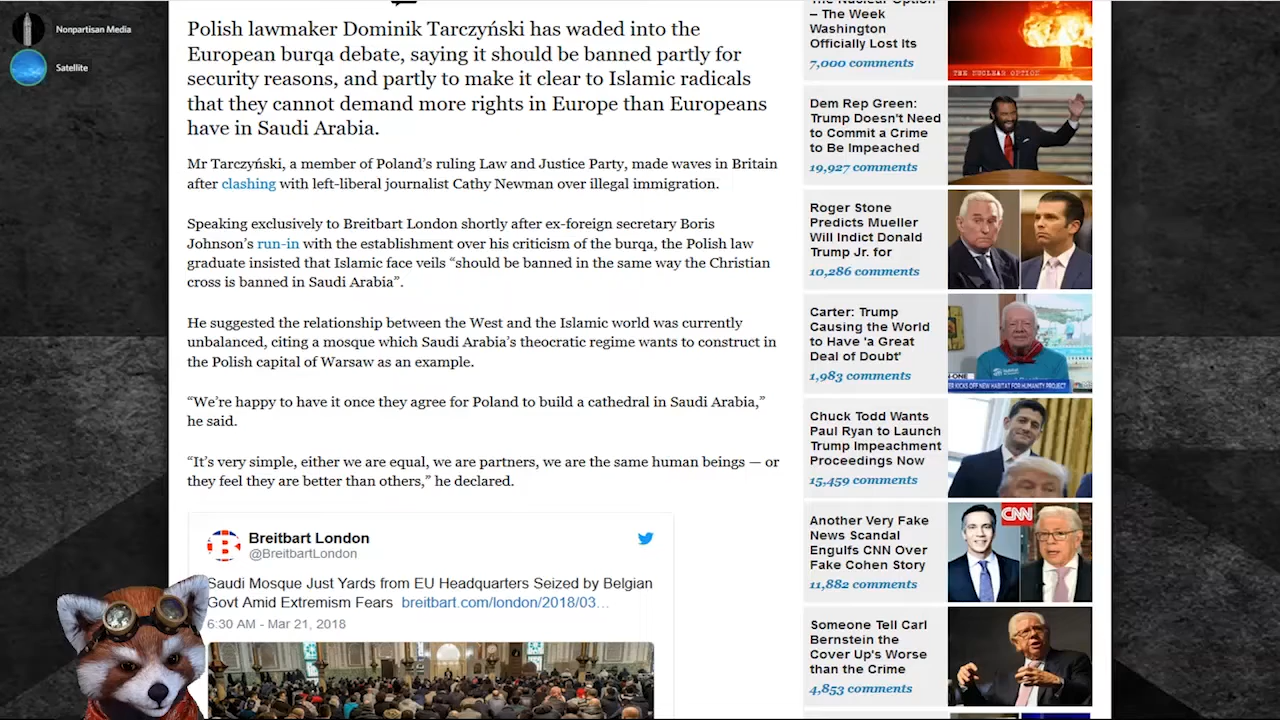 Nonpartisan Media
Satellite
Polish lawmaker Dominik Tarczyński has waded into the
European burqa debate, saying it should be banned partly for
security reasons, and partly to make it clear to Islamic radicals
that they cannot demand more rights in Europe than Europeans
have in Saudi Arabia.
Mr Tarczyński, a member of Poland’s ruling Law and Justice Party, made waves in Britain
after clashing with left-liberal journalist Cathy Newman over illegal immigration.
Speaking exclusively to Breitbart London shortly after ex-foreign secretary Boris
Johnson’s run-in with the establishment over his criticism of the burqa, the Polish law
graduate insisted that Islamic face veils “should be banned in the same way the Christian
cross is banned in Saudi Arabia”.
He suggested the relationship between the West and the Islamic world was currently
unbalanced, citing a mosque which Saudi Arabia’s theocratic regime wants to construct in
the Polish capital of Warsaw as an example.
“We’re happy to have it once they agree for Poland to build a cathedral in Saudi Arabia,”
he said.
“It’s very simple, either we are equal, we are partners, we are the same human beings — or
they feel they are better than others,” he declared.
Breitbart London
@BreitbartLondon
Saudi Mosque Just Yards from EU Headquarters Seized by Belgian
Govt Amid Extremism Fears breitbart.com/london/2018/03…
6:30 AM - Mar 21, 2018
The Nuclear Option
– The Week
Washington
Officially Lost Its
7,000 comments
THE NUCLEAR OPTION
Dem Rep Green:
Trump Doesn't Need
to Commit a Crime
to Be Impeached
19,927 comments
Roger Stone
Predicts Mueller
Will Indict Donald
Trump Jr. for
10,286 comments
Carter: Trump
Causing the World
to Have 'a Great
Deal of Doubt'
1,983 comments
ER KICKS OFF NEW HABITAT FOR HUMANITY PROJECT
Chuck Todd Wants
Paul Ryan to Launch
Trump Impeachment
Proceedings Now
15,459 comments
Another Very Fake
News Scandal
Engulfs CNN Over
Fake Cohen Story
11,882 comments
CNN
Someone Tell Carl
Bernstein the
Cover Up's Worse
than the Crime
4,853 comments